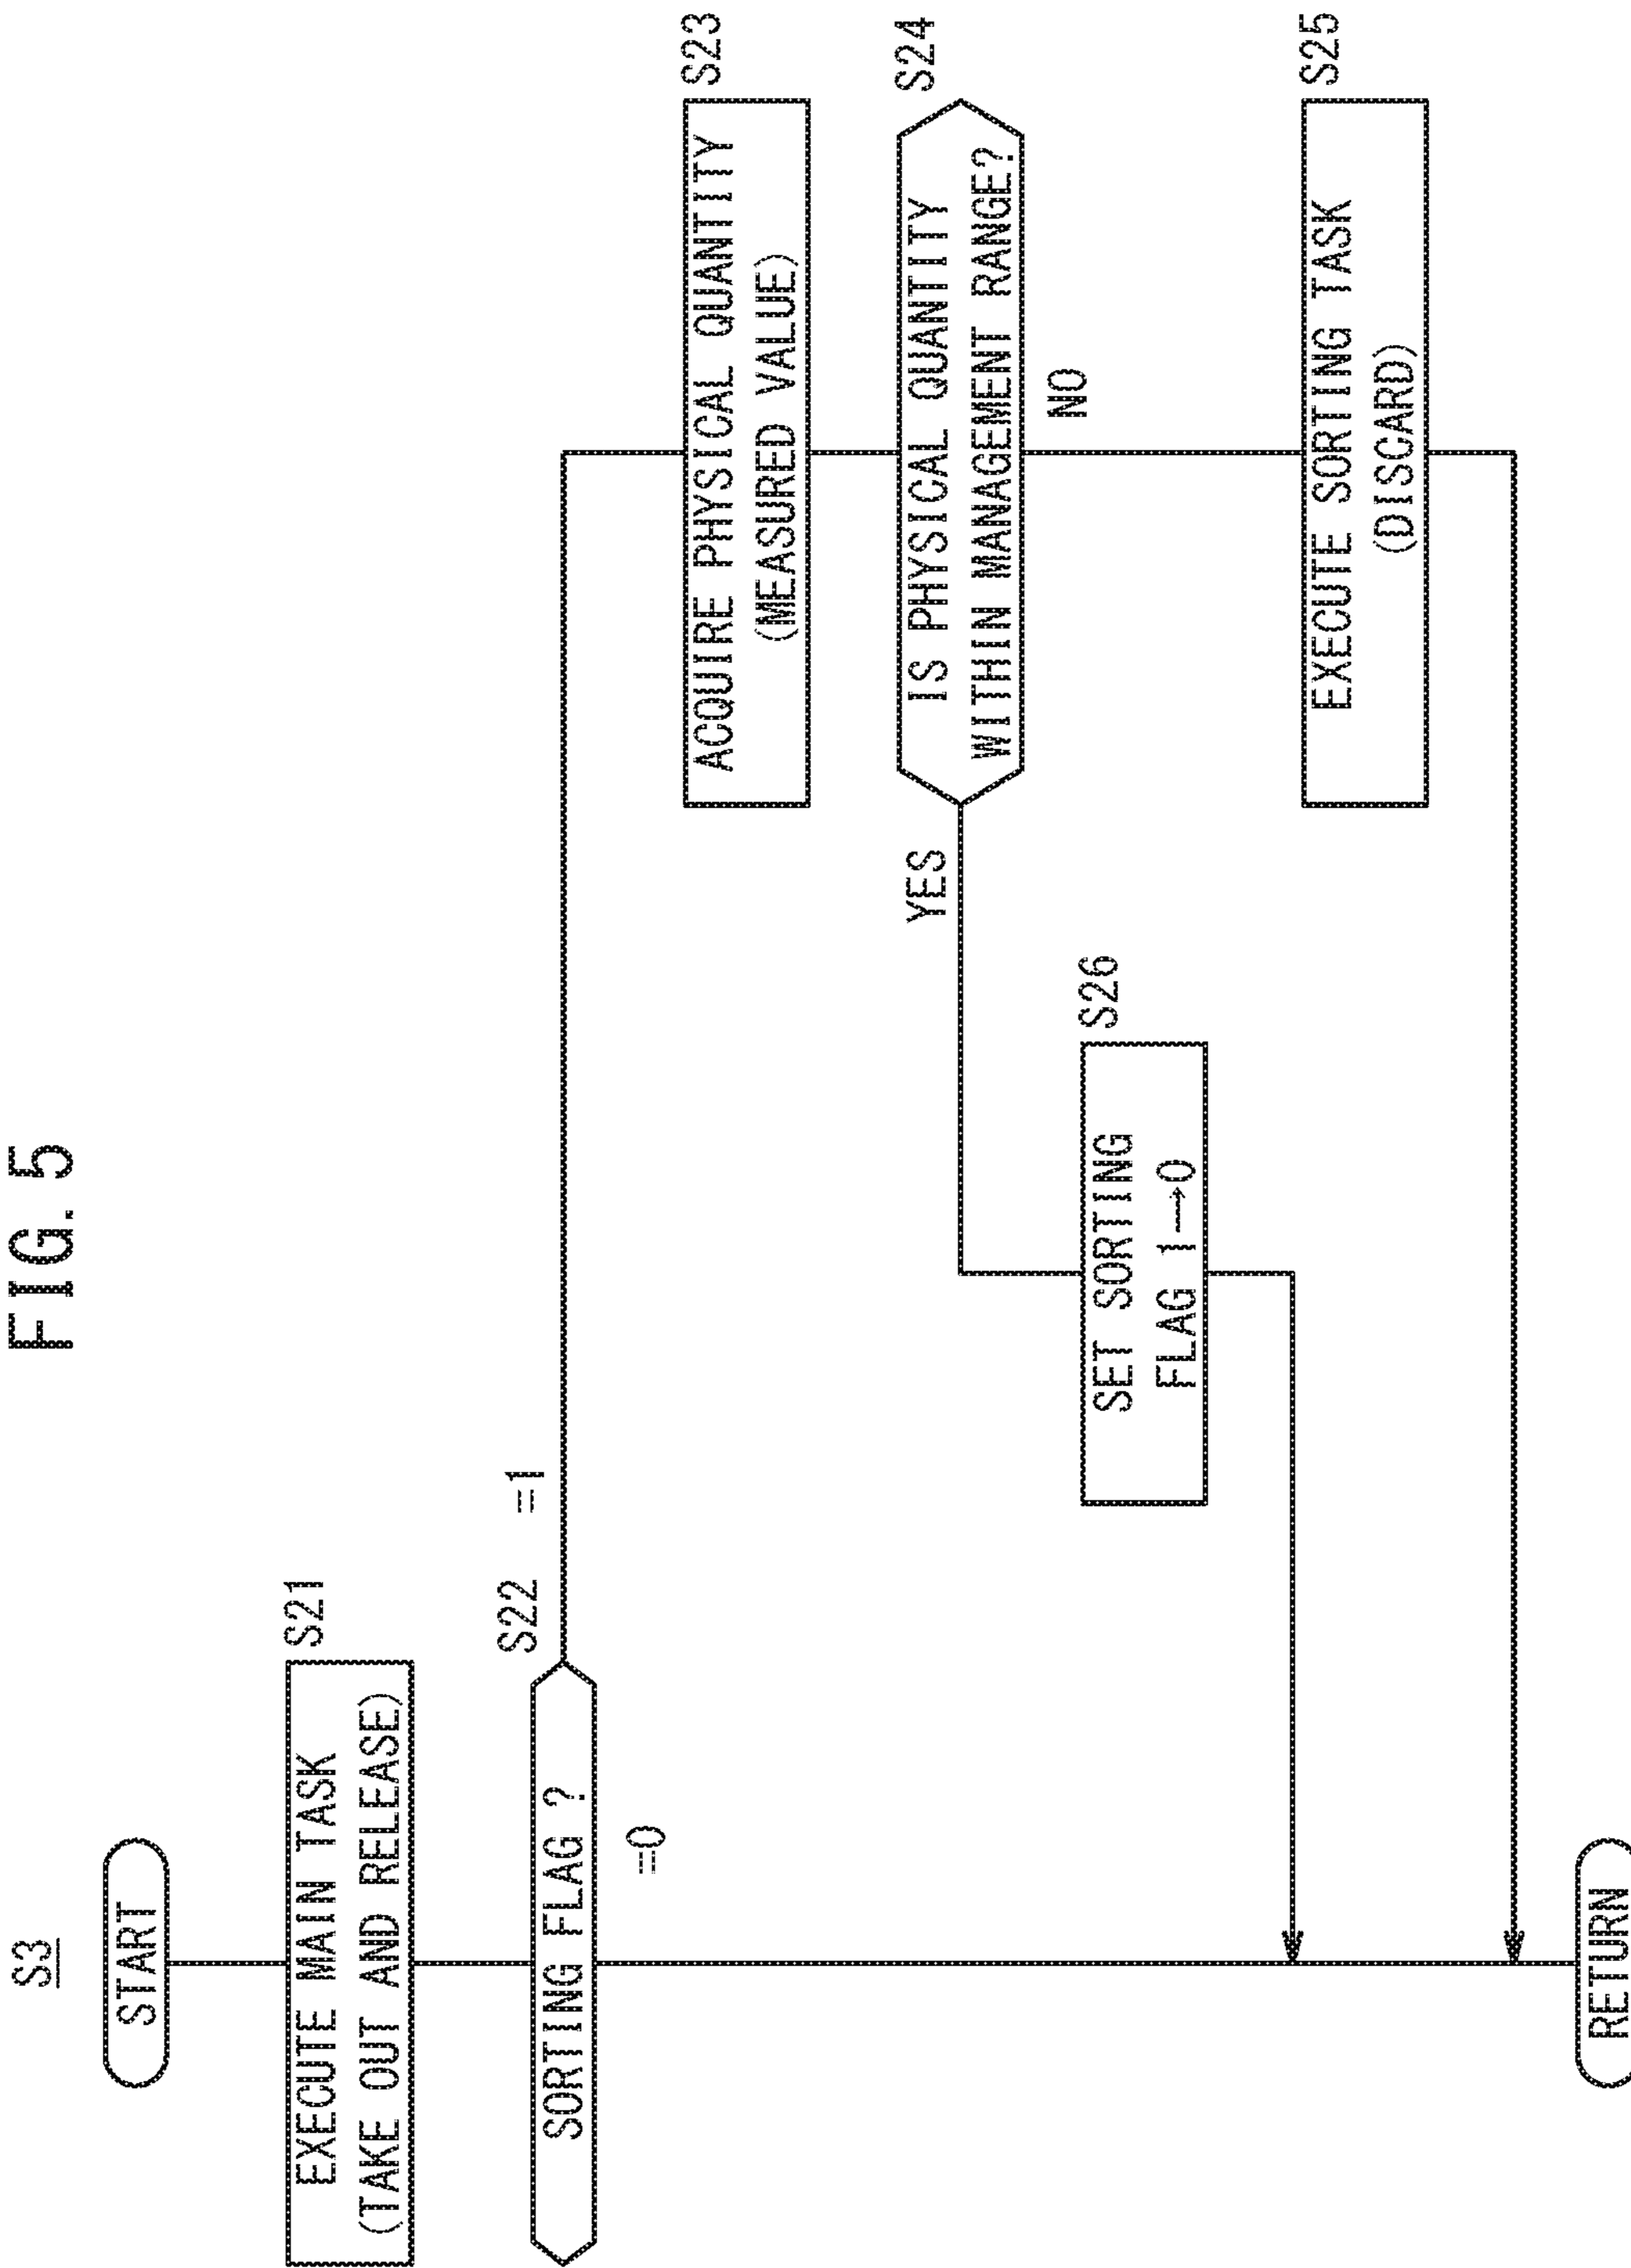 FIG. 5
S3
START
S21
EXECUTE MAIN TASK
(TAKE OUT AND RELEASE)
S22
=1
SORTING FLAG ?
=0
S23
ACQUIRE PHYSICAL QUANTITY
(MEASURED VALUE)
S24
IS PHYSICAL QUANTITY
WITHIN MANAGEMENT RANGE?
YES
NO
S26
SET SORTING
FLAG 1→0
S25
EXECUTE SORTING TASK
(DISCARD)
RETURN